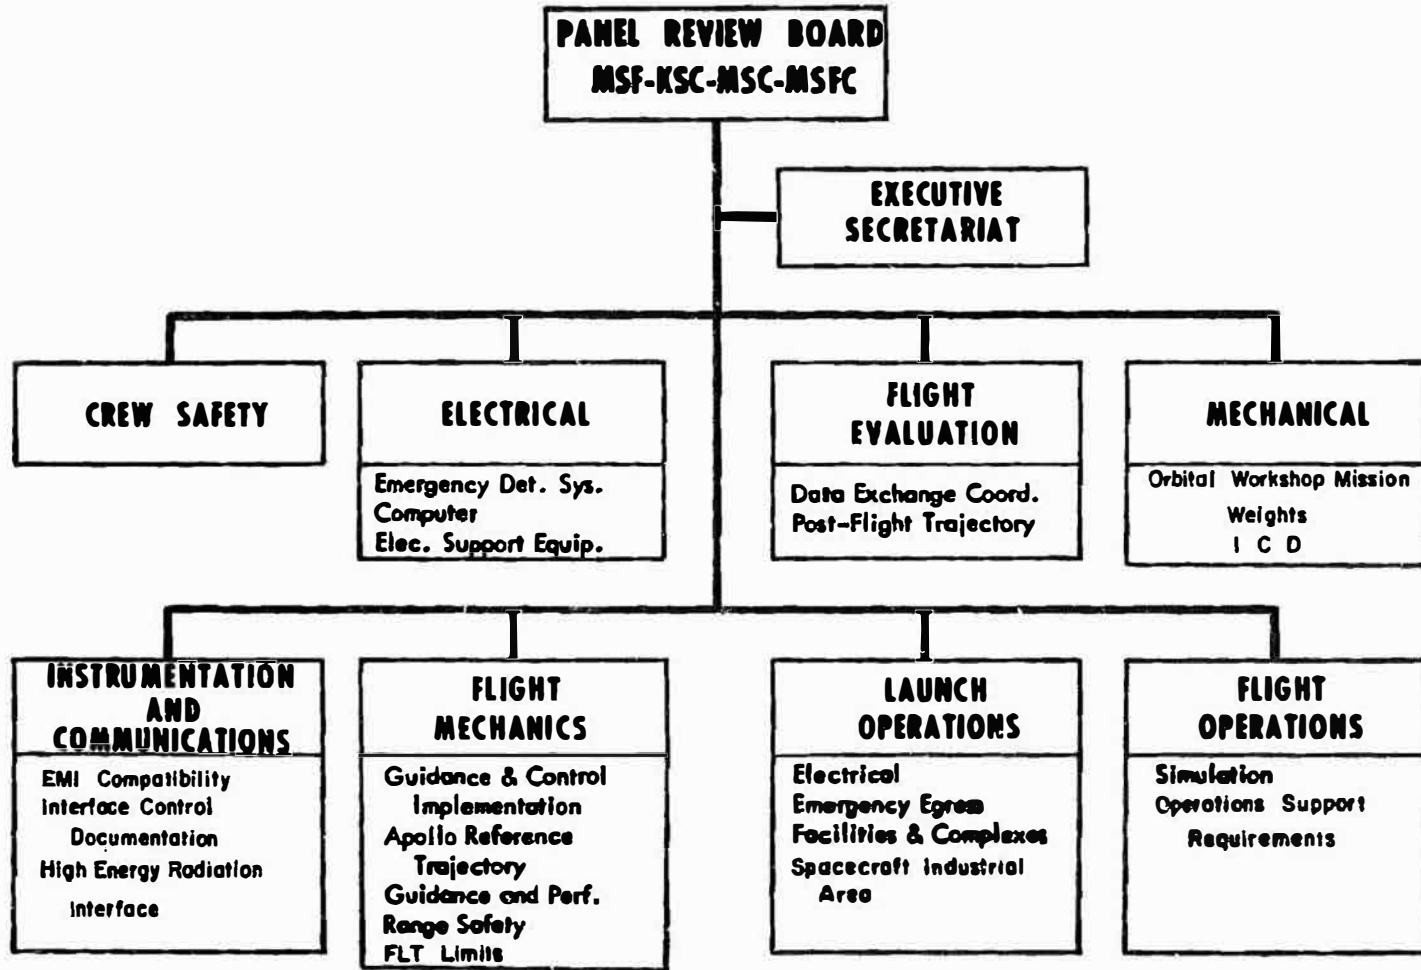 PANEL REVIEW BOARD
MSF-KSC-MSC-MSFC
EXECUTIVE
SECRETARIAT
CREW SAFETY
ELECTRICAL
Emergency Det. Sys.
Computer
Elec. Support Equip.
FLIGHT
EVALUATION
Data Exchange Coord.
Post-Flight Trajectory
MECHANICAL
Orbital Workshop Mission
Weights
I C D
INSTRUMENTATION
AND
COMMUNICATIONS
EMI Compatibility
Interface Control
Documentation
High Energy Radiation
Interface
FLIGHT
MECHANICS
Guidance & Control
Implementation
Apollo Reference
Trajectory
Guidance and Perf.
Range Safety
FLT Limits
LAUNCH
OPERATIONS
Electrical
Emergency Egress
Facilities & Complexes
Spacecraft Industrial
Area
FLIGHT
OPERATIONS
Simulation
Operations Support
Requirements